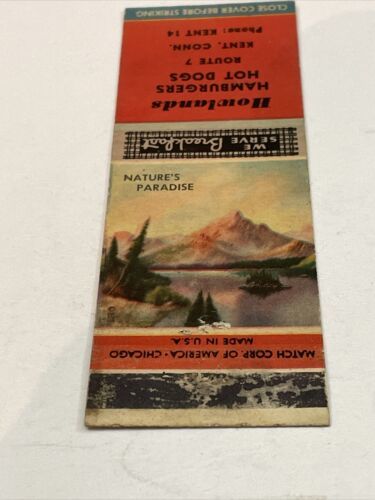 CLOSE COVER BEFORE STRIKING
Howlands
HAMBURGERS
HOT DOGS
ROUTE 7
KENT, CONN.
Phone: KENT 14
WE
SERVE
Breakfast
NATURE'S
PARADISE
MATCH CORP. OF AMERICA • CHICAGO
MADE IN U.S.A.